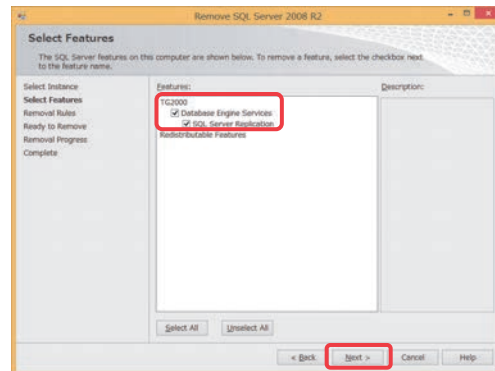 Remove SQL Server 2008 R2
Select Features
The SQL Server features on this computer are shown below. To remove a feature, select the checkbox next
to the feature name.
Select Instance
Select Features
Removal Rules
Ready to Remove
Removal Progress
Complete
Features:
TG2000
Database Engine Services
SQL Server Replication
Redistributable Features
Description:
Select All
Unselect All
< Back
Next >
Cancel
Help